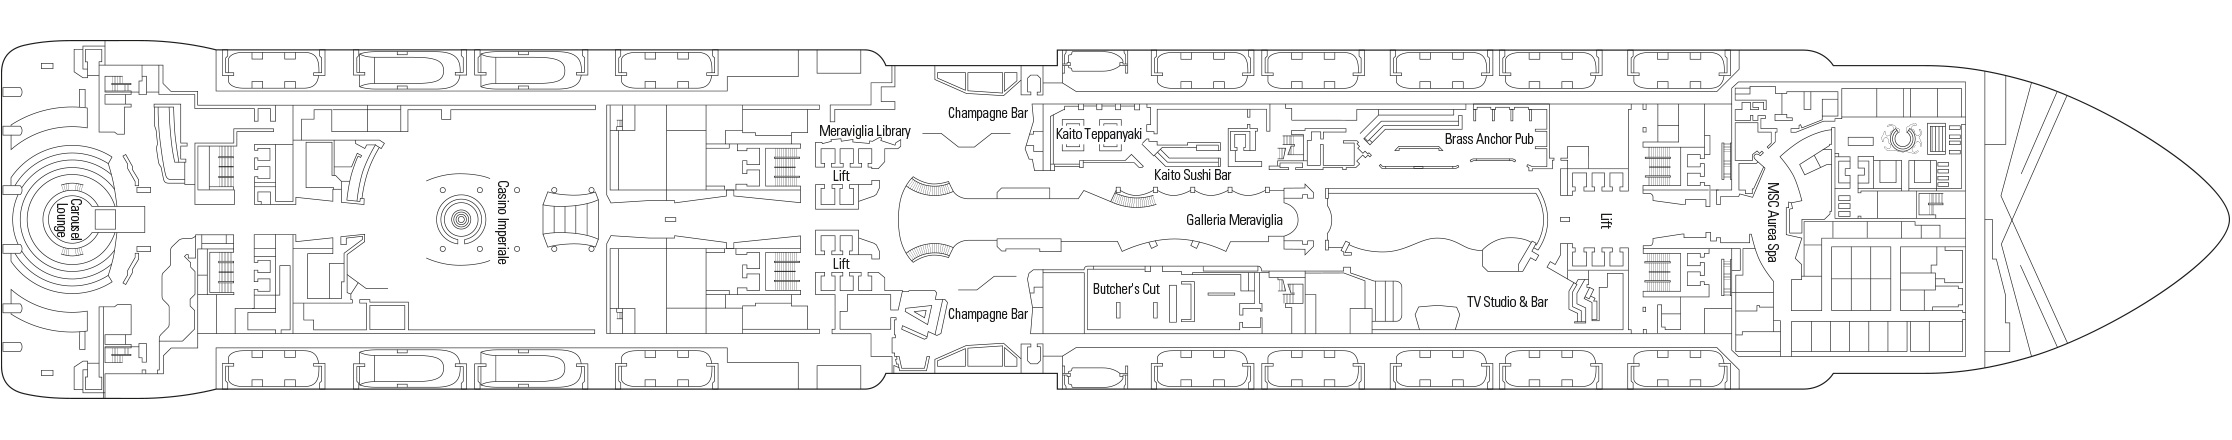 Carousel
Lounge
Casino Imperiale
Meraviglia Library
Lift
Lift
Champagne Bar
Champagne Bar
Kaito Teppanyaki
Kaito Sushi Bar
Galleria Meraviglia
Butcher's Cut
Brass Anchor Pub
TV Studio & Bar
Lift
MSC Aurea Spa